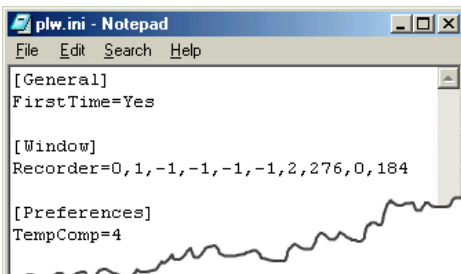 plw.ini - Notepad
File Edit Search Help
[General]
FirstTime=Yes
[Window]
Recorder=0,1,-1,-1,-1,-1,2,276,0,184
[Preferences]
TempComp=4